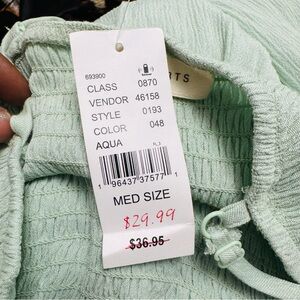 693900
CLASS 0870
VENDOR 46158
STYLE 0193
COLOR 048
AQUA
1 96437 37577 1
MED SIZE
$29.99
$36.95